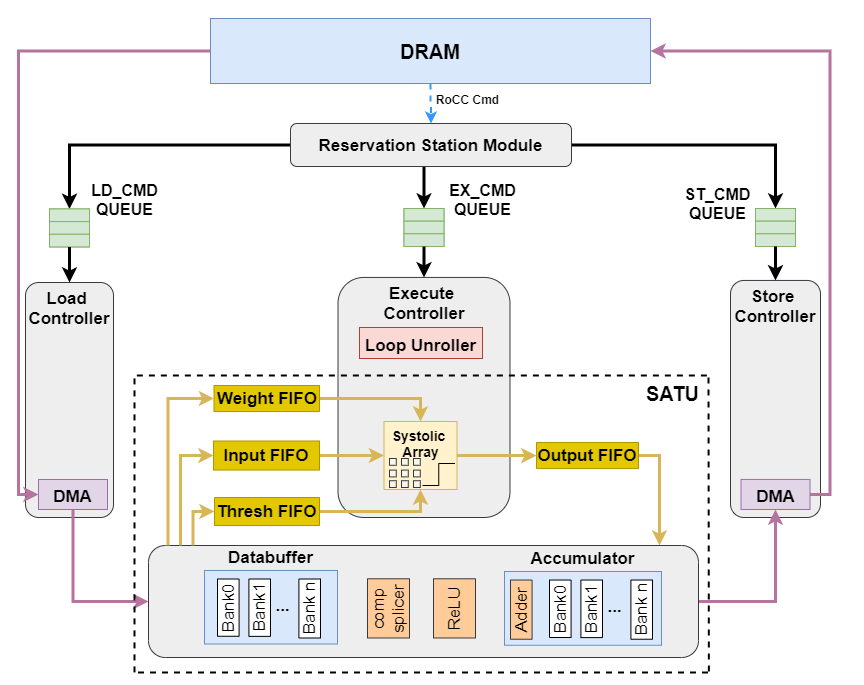 DRAM
RoCC Cmd
Reservation Station Module
LD_CMD
QUEUE
EX_CMD
QUEUE
ST_CMD
QUEUE
Load
Controller
Execute
Controller
Loop Unroller
Store
Controller
SATU
Weight FIFO
Input FIFO
Thresh FIFO
Systolic
Array
Output FIFO
DMA
DMA
Databuffer
Bank0
Bank1
...
Bank n
comp
splicer
ReLU
Accumulator
Adder
Bank0
Bank1
...
Bank n